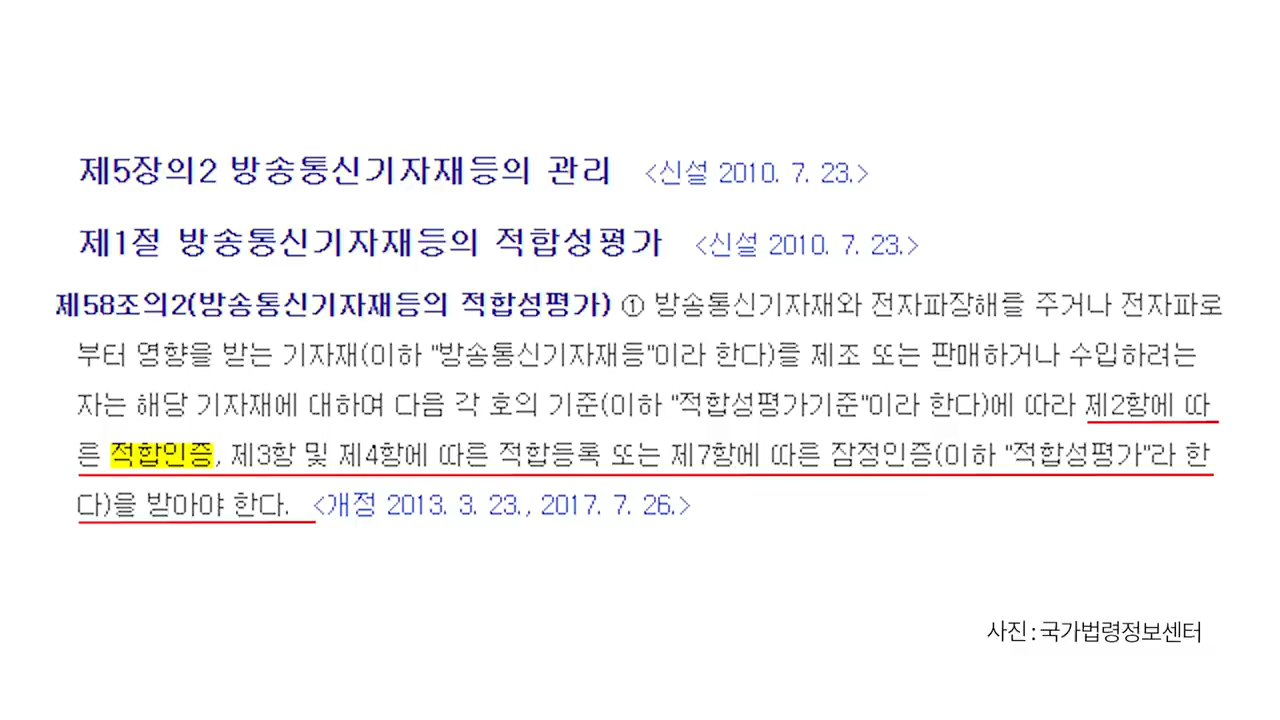 제5장의2 방송통신기자재등의 관리 <신설 2010. 7. 23.>
제1절 방송통신기자재등의 적합성평가 <신설 2010. 7. 23.>
제58조의2(방송통신기자재등의 적합성평가) ① 방송통신기자재와 전자파장해를 주거나 전자파로
부터 영향을 받는 기자재(이하 "방송통신기자재등"이라 한다)을 제조 또는 판매하거나 수입하려는
자는 해당 기자재에 대하여 다음 각 호의 기준(이하 "적합성평가기준"이라 한다)에 따라 제2항에 따
른 적합인증, 제3항 및 제4항에 따른 적합등록 또는 제7항에 따른 잠정인증(이하 "적합성평가"라 한
다)을 받아야 한다. <개정 2013. 3. 23., 2017. 7. 26.>
사진 : 국가법령정보센터